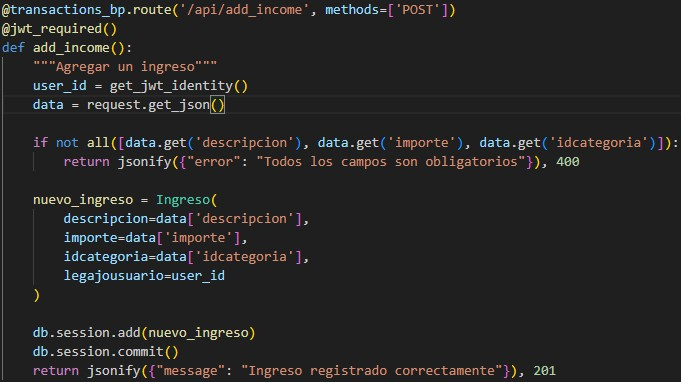 @transactions_bp.route('/api/add_income', methods=['POST'])
@jwt_required()
def add_income():
    """Agregar un ingreso"""
    user_id = get_jwt_identity()
    data = request.get_json()

    if not all([data.get('descripcion'), data.get('importe'), data.get('idcategoria')]):
        return jsonify({"error": "Todos los campos son obligatorios"}), 400

    nuevo_ingreso = Ingreso(
        descripcion=data['descripcion'],
        importe=data['importe'],
        idcategoria=data['idcategoria'],
        legajousuario=user_id
    )

    db.session.add(nuevo_ingreso)
    db.session.commit()
    return jsonify({"message": "Ingreso registrado correctamente"}), 201